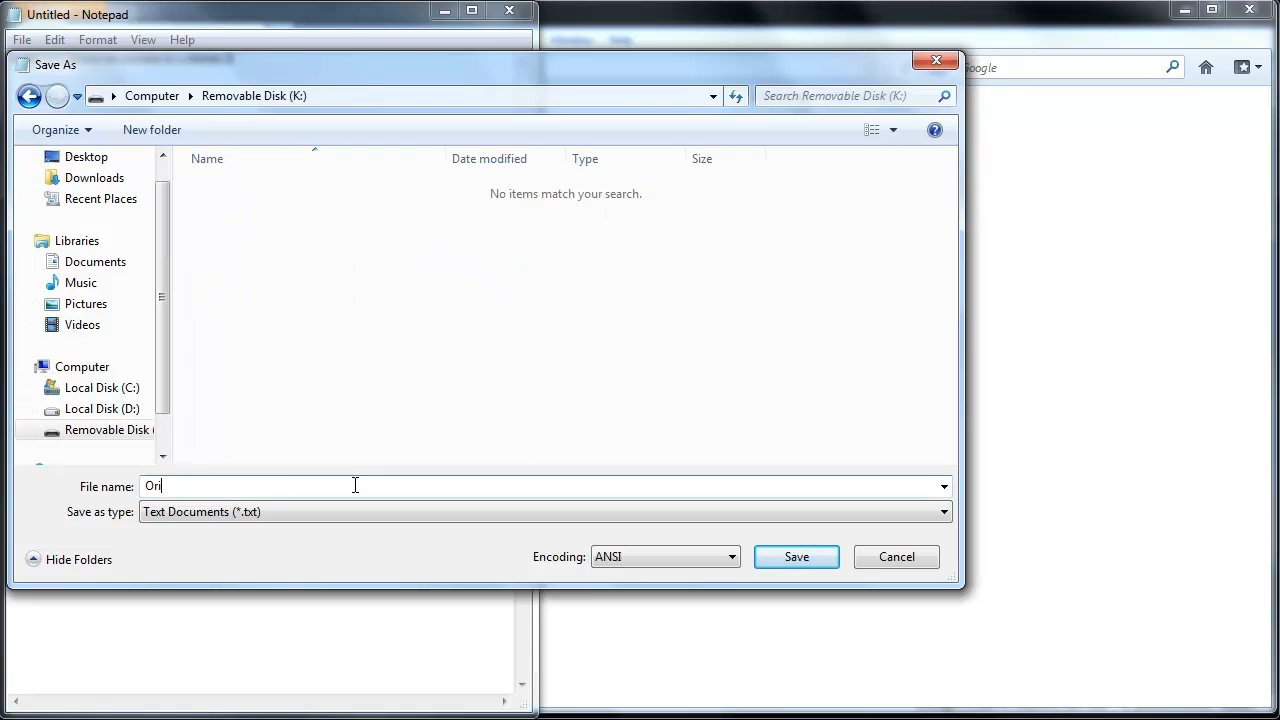 Untitled - Notepad
File Edit Format View Help
Save As
Google
Computer Removable Disk (K:)
Search Removable Disk (K:)
Organize New folder
Name Date modified Type Size
No items match your search.
Desktop
Downloads
Recent Places
Libraries
Documents
Music
Pictures
Videos
Computer
Local Disk (C:)
Local Disk (D:)
Removable Disk (
File name: Ori
Save as type: Text Documents (*.txt)
Hide Folders
Encoding: ANSI Save Cancel